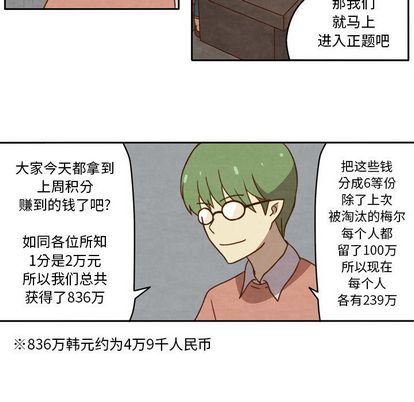 那我们
就马上
进入正题吧
大家今天都拿到
上周积分
赚到的钱了吧?
如同各位所知
1分是2万元
所以我们总共
获得了836万
把这些钱
分成6等份
除了上次
被淘汰的梅尔
每个人都
留了100万
所以现在
每个人
各有239万
※836万韩元约为4万9千人民币